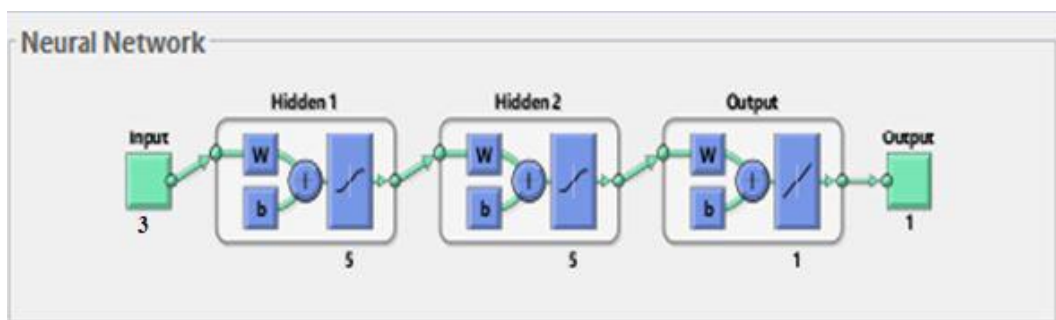 Neural Network
Hidden 1 Hidden 2 Output
Input Output
W W W
+ + +
b b b
3 1
5 5 1